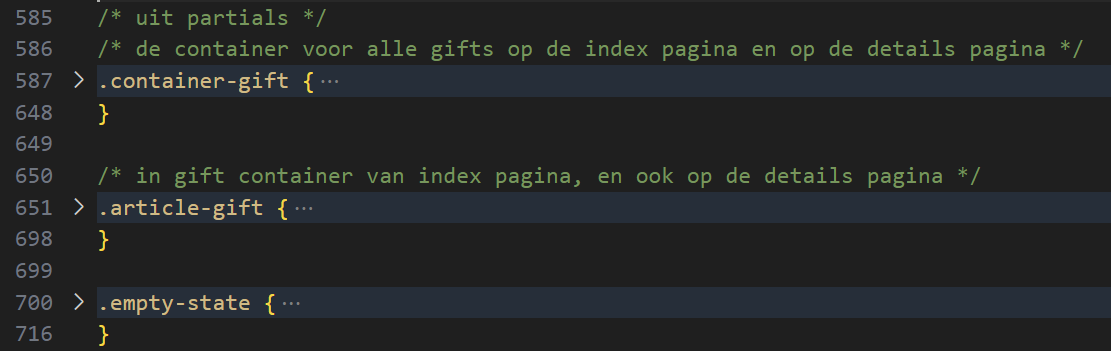 585 /* uit partials */
586 /* de container voor alle gifts op de index pagina en op de details pagina */
587 > .container-gift { ···
648 }
649
650 /* in gift container van index pagina, en ook op de details pagina */
651 > .article-gift { ···
698 }
699
700 > .empty-state { ···
716 }